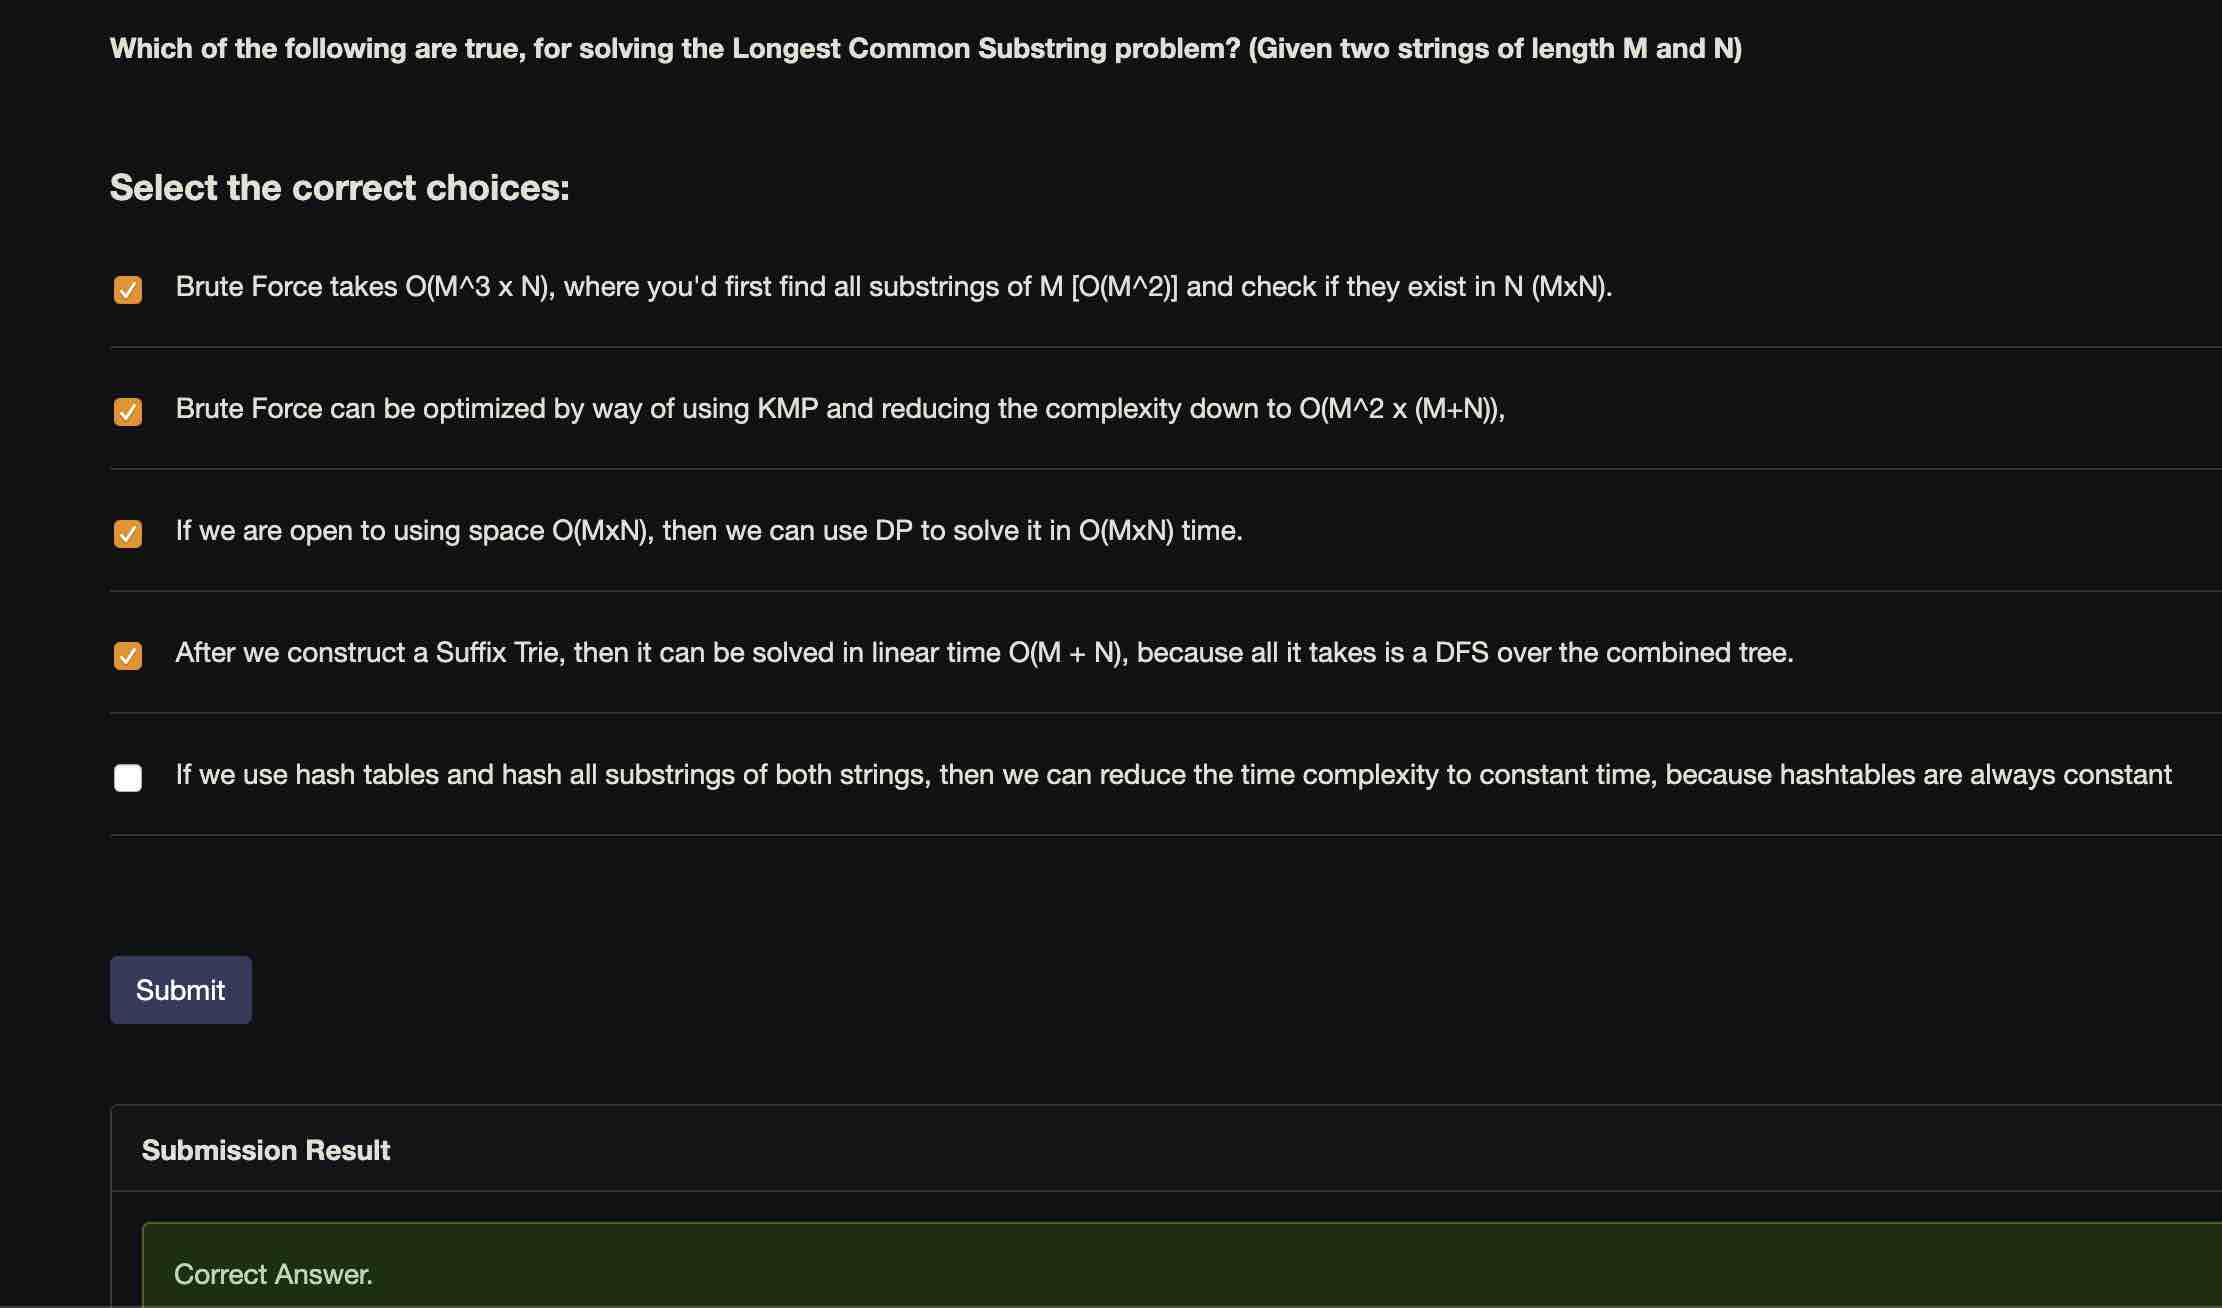 Which of the following are true, for solving the Longest Common Substring problem? (Given two strings of length M and N)
Select the correct choices:
Brute Force takes O(M^3 x N), where you'd first find all substrings of M [O(M^2)] and check if they exist in N (MxN).
Brute Force can be optimized by way of using KMP and reducing the complexity down to O(M^2 x (M+N)),
If we are open to using space O(MxN), then we can use DP to solve it in O(MxN) time.
After we construct a Suffix Trie, then it can be solved in linear time O(M + N), because all it takes is a DFS over the combined tree.
If we use hash tables and hash all substrings of both strings, then we can reduce the time complexity to constant time, because hashtables are always constant
Submit
Submission Result
Correct Answer.